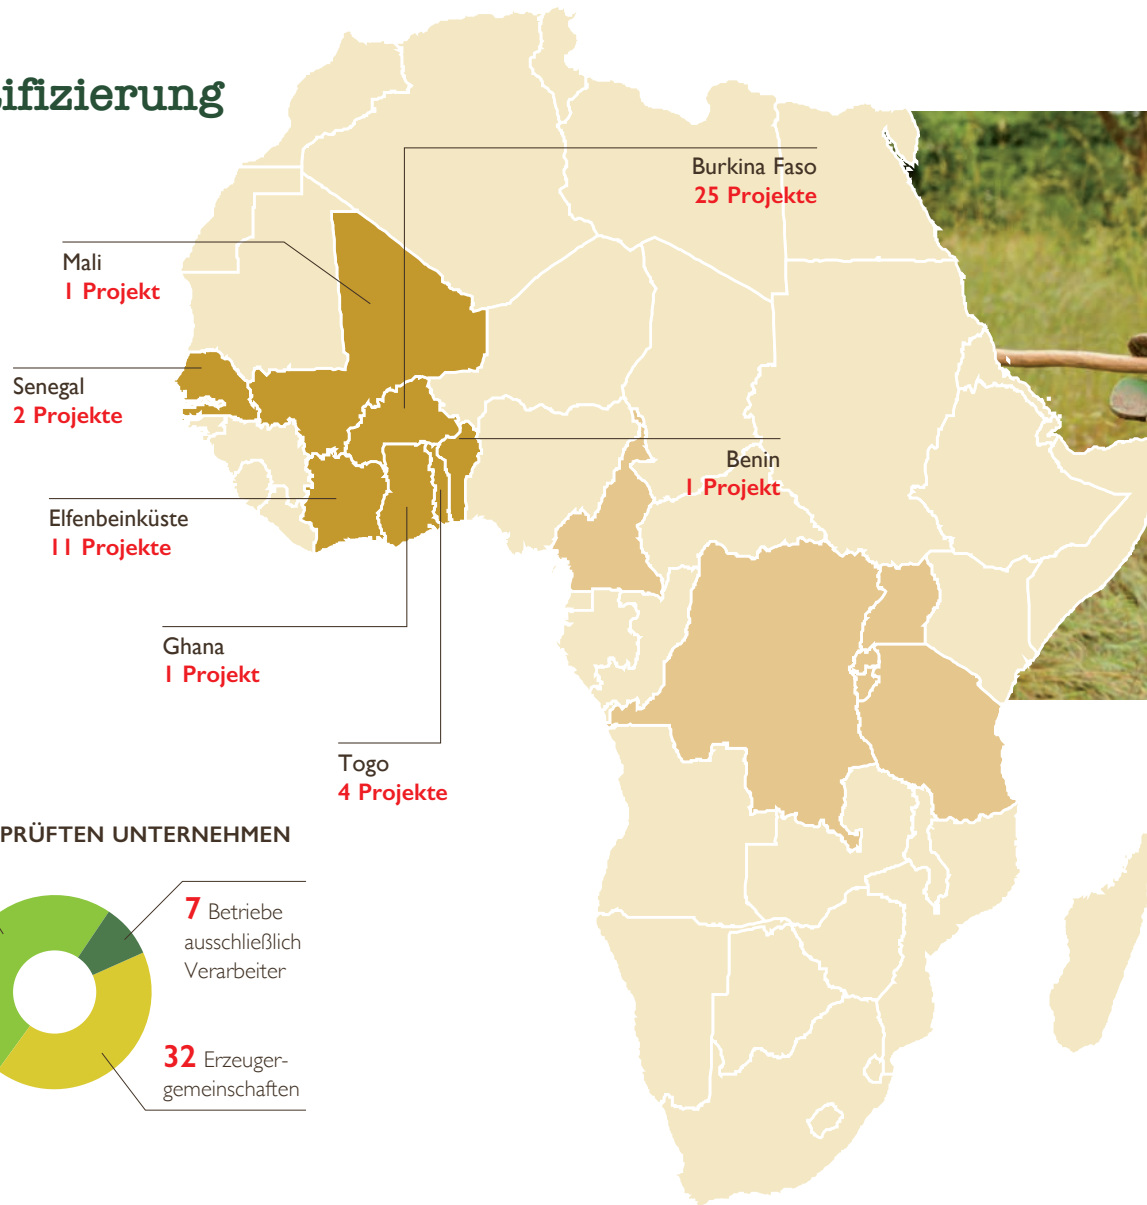 ifizierung
Burkina Faso
25 Projekte
Mali
1 Projekt
Senegal
2 Projekte
Benin
1 Projekt
Elfenbeinküste
11 Projekte
Ghana
1 Projekt
Togo
4 Projekte
PRÜFTEN UNTERNEHMEN
7 Betriebe
ausschließlich
Verarbeiter
32 Erzeuger-
gemeinschaften